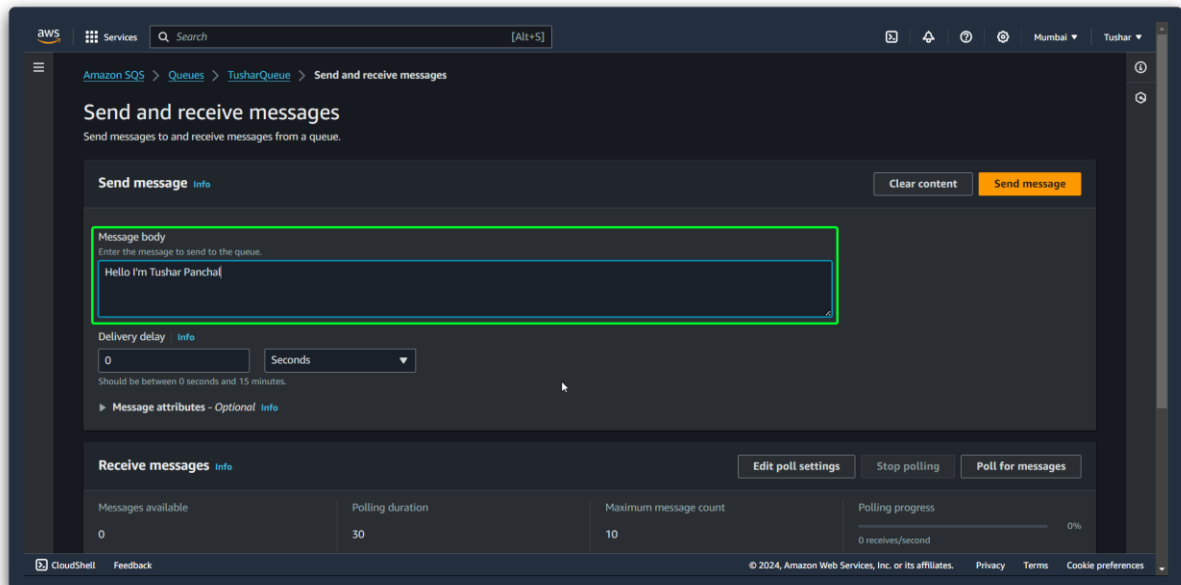 aws
Services
Search
[Alt+S]
Mumbai
Tushar
Amazon SQS > Queues > TusharQueue > Send and receive messages
Send and receive messages
Send messages to and receive messages from a queue.
Send message Info
Clear content
Send message
Message body
Enter the message to send to the queue.
Hello I'm Tushar Panchal
Delivery delay Info
0
Seconds
Should be between 0 seconds and 15 minutes.
Message attributes - Optional Info
Receive messages Info
Edit poll settings
Stop polling
Poll for messages
Messages available
Polling duration
Maximum message count
Polling progress
0
30
10
0%
0 receives/second
CloudShell
Feedback
© 2024, Amazon Web Services, Inc. or its affiliates.
Privacy
Terms
Cookie preferences